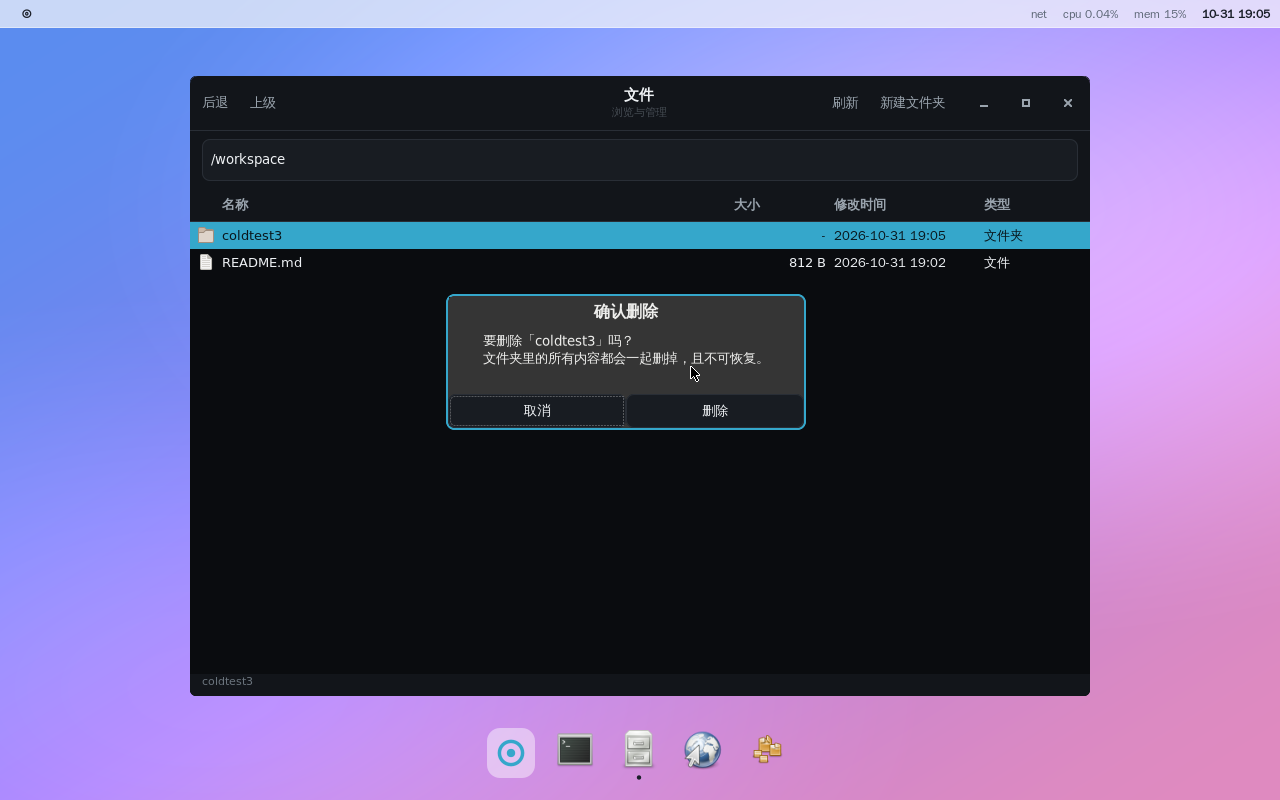 net cpu 0.04% mem 15% 10-31 19:05
后退 上级 文件 刷新 新建文件夹
浏览与管理
/workspace
名称 大小 修改时间 类型
coldtest3 - 2026-10-31 19:05 文件夹
README.md 812 B 2026-10-31 19:02 文件
确认删除
要删除「coldtest3」吗？
文件夹里的所有内容都会一起删掉，且不可恢复。
取消 删除
coldtest3